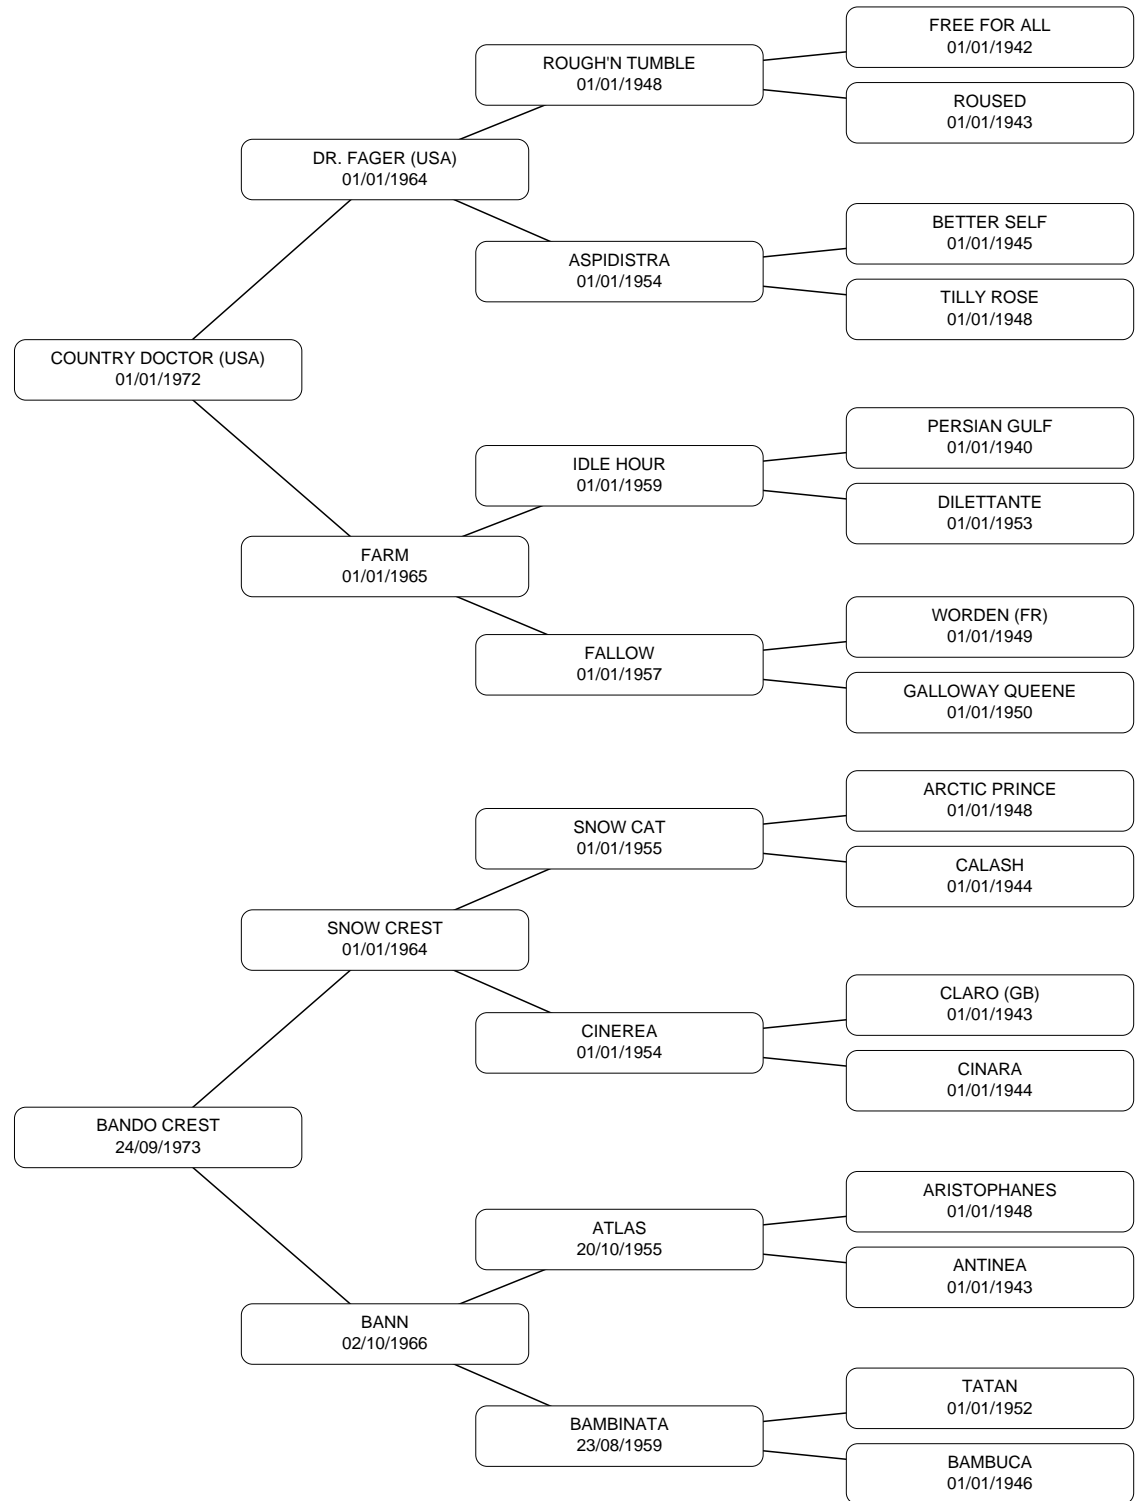 FREE FOR ALL
01/01/1942
ROUGH'N TUMBLE
01/01/1948
ROUSED
01/01/1943
DR. FAGER (USA)
01/01/1964
BETTER SELF
01/01/1945
ASPIDISTRA
01/01/1954
TILLY ROSE
01/01/1948
COUNTRY DOCTOR (USA)
01/01/1972
PERSIAN GULF
01/01/1940
IDLE HOUR
01/01/1959
DILETTANTE
01/01/1953
FARM
01/01/1965
WORDEN (FR)
01/01/1949
FALLOW
01/01/1957
GALLOWAY QUEENE
01/01/1950
ARCTIC PRINCE
01/01/1948
SNOW CAT
01/01/1955
CALASH
01/01/1944
SNOW CREST
01/01/1964
CLARO (GB)
01/01/1943
CINEREA
01/01/1954
CINARA
01/01/1944
BANDO CREST
24/09/1973
ARISTOPHANES
01/01/1948
ATLAS
20/10/1955
ANTINEA
01/01/1943
BANN
02/10/1966
TATAN
01/01/1952
BAMBINATA
23/08/1959
BAMBUCA
01/01/1946